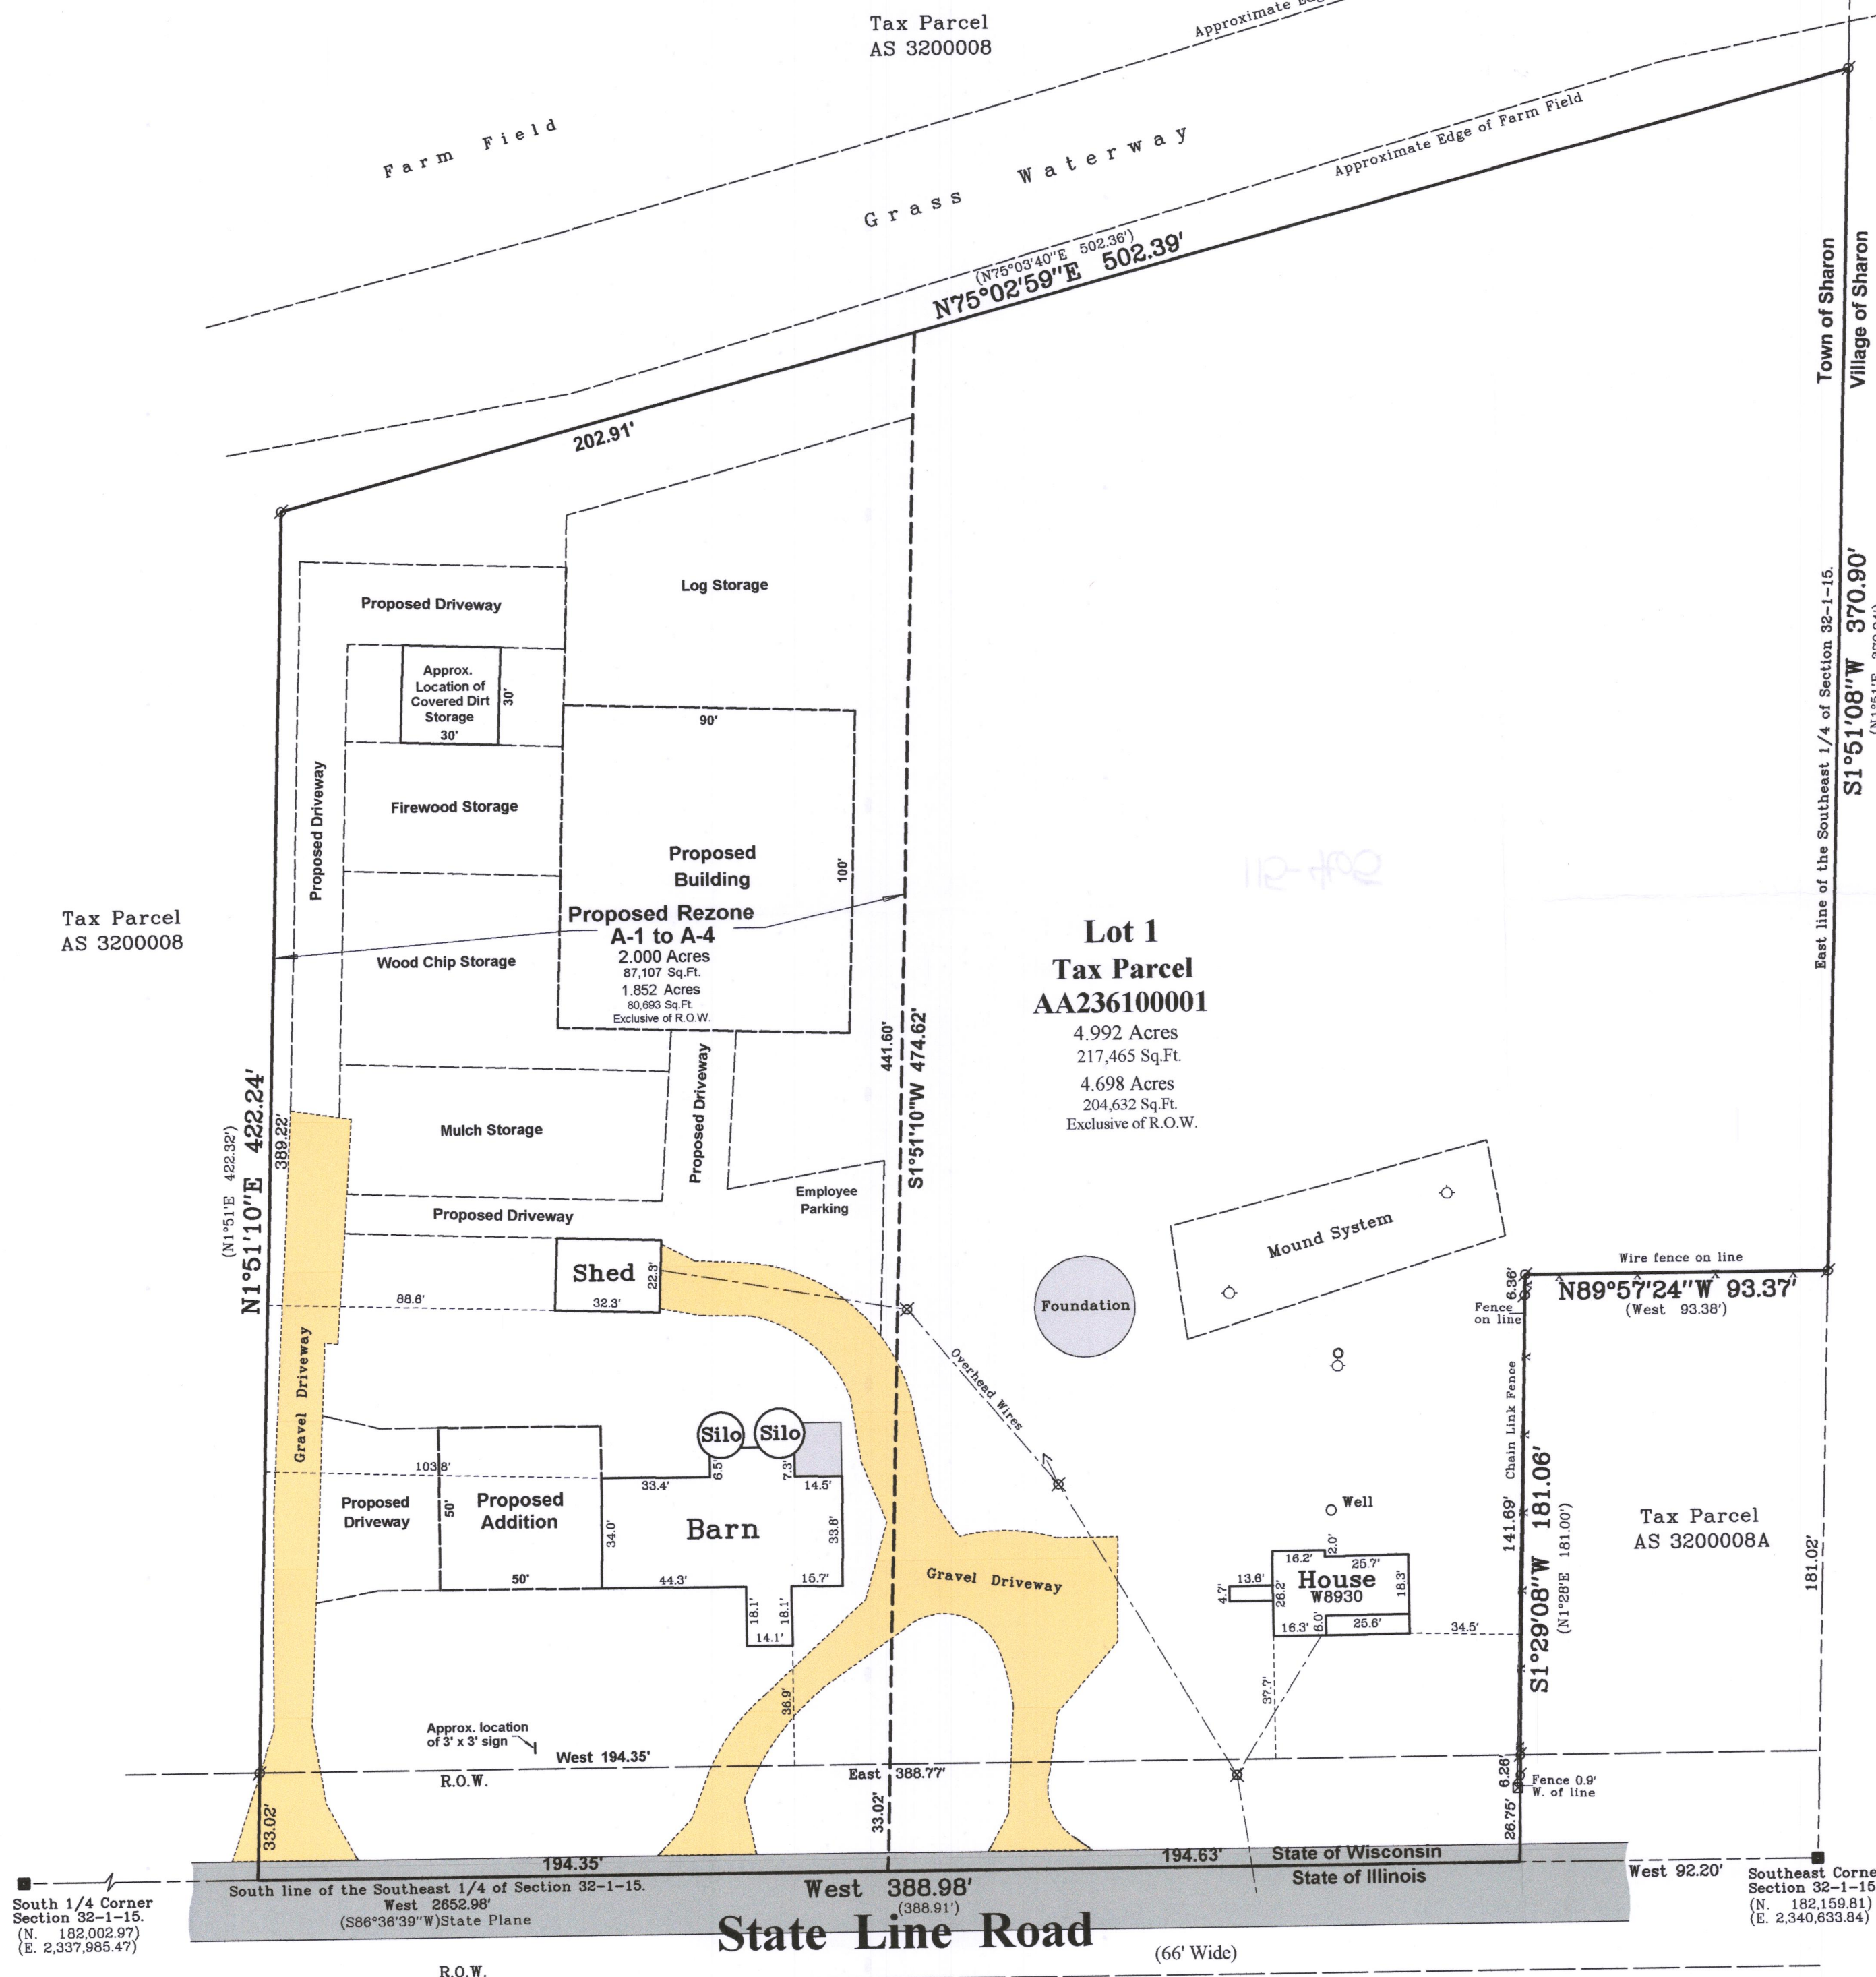 Tax Parcel
AS 3200008
Approximate
Farm Field
Grass Waterway
Approximate Edge of Farm Field
(N75°03'40"E 502.36')
N75°02'59"E 502.39'
202.91'
Town of Sharon
Village of Sharon
East line of the Southeast 1/4 of Section 32-1-15.
S1°51'08"W 370.90'
Log Storage
Proposed Driveway
Approx.
Location of
Covered Dirt
Storage
30'
30'
90'
Proposed Driveway
Firewood Storage
Proposed
Building
100'
Proposed Rezone
A-1 to A-4
2.000 Acres
87,107 Sq.Ft.
1.852 Acres
80,693 Sq.Ft.
Exclusive of R.O.W.
Tax Parcel
AS 3200008
Wood Chip Storage
Lot 1
Tax Parcel
AA236100001
4.992 Acres
217,465 Sq.Ft.
4.698 Acres
204,632 Sq.Ft.
Exclusive of R.O.W.
441.60'
S1°51'10"W 474.62'
(N1°51'E 422.32')
N1°51'10"E 422.24'
389.22'
Mulch Storage
Proposed Driveway
Employee
Parking
Proposed Driveway
Shed
22.3'
32.3'
88.6'
Foundation
Mound System
Wire fence on line
N89°57'24"W 93.37'
(West 93.38')
6.36'
Fence
on line
Chain Link Fence
Overhead Wires
Gravel Driveway
Silo
Silo
6.5'
7.3'
103.8'
33.4'
14.5'
Proposed
Driveway
50'
Proposed
Addition
50'
34.0'
Barn
33.8'
44.3'
15.7'
18.1'
18.1'
14.1'
36.9'
Gravel Driveway
Well
2.0'
16.2'
25.7'
13.6'
4.7'
26.2'
House
W8930
18.3'
16.3'
6.0'
25.6'
34.5'
37.7'
141.69'
S1°29'08"W 181.06'
(N1°28'E 181.00')
Tax Parcel
AS 3200008A
181.02'
Approx. location
of 3' x 3' sign
West 194.35'
R.O.W.
East 388.77'
33.02'
33.02'
6.26'
Fence 0.9'
W. of line
26.75'
194.35'
194.63'
State of Wisconsin
State of Illinois
South line of the Southeast 1/4 of Section 32-1-15.
West 2652.98'
(S86°36'39"W)State Plane
West 388.98'
(388.91')
State Line Road
(66' Wide)
R.O.W.
West 92.20'
South 1/4 Corner
Section 32-1-15.
(N. 182,002.97)
(E. 2,337,985.47)
Southeast Corne
Section 32-1-15
(N. 182,159.81)
(E. 2,340,633.84)